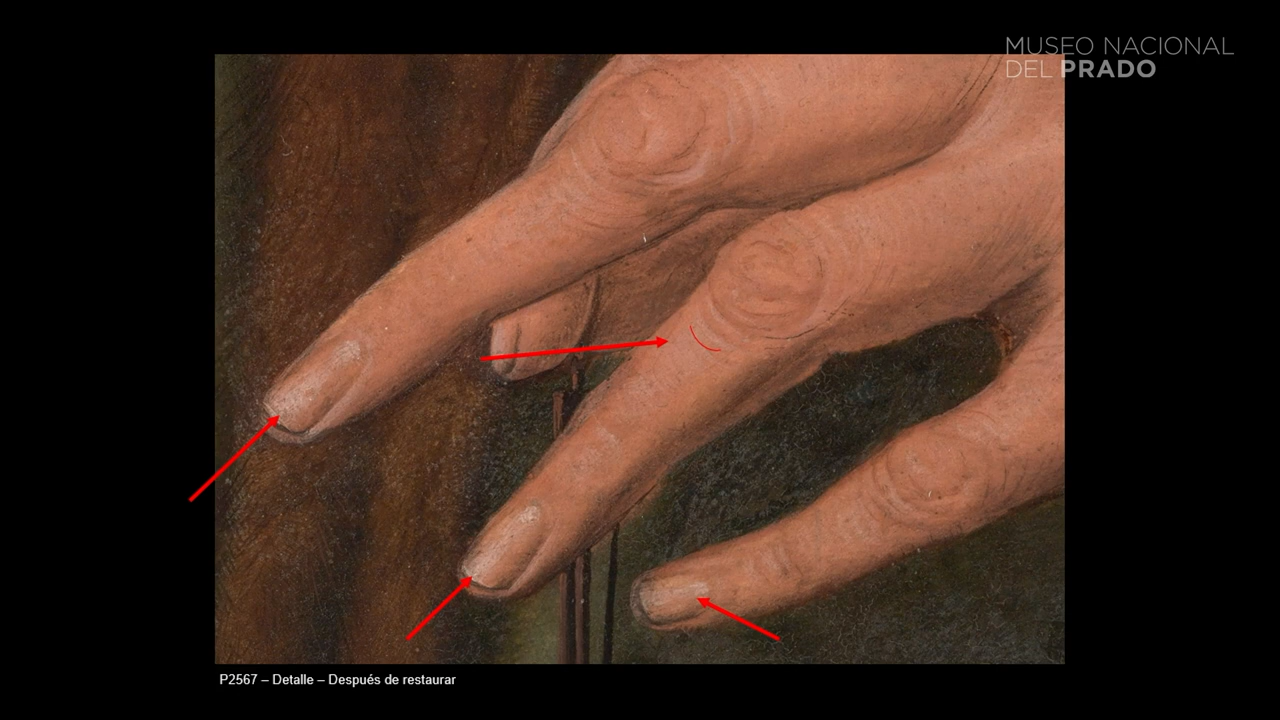 MUSEO NACIONAL
DEL PRADO
P2567 – Detalle – Después de restaurar